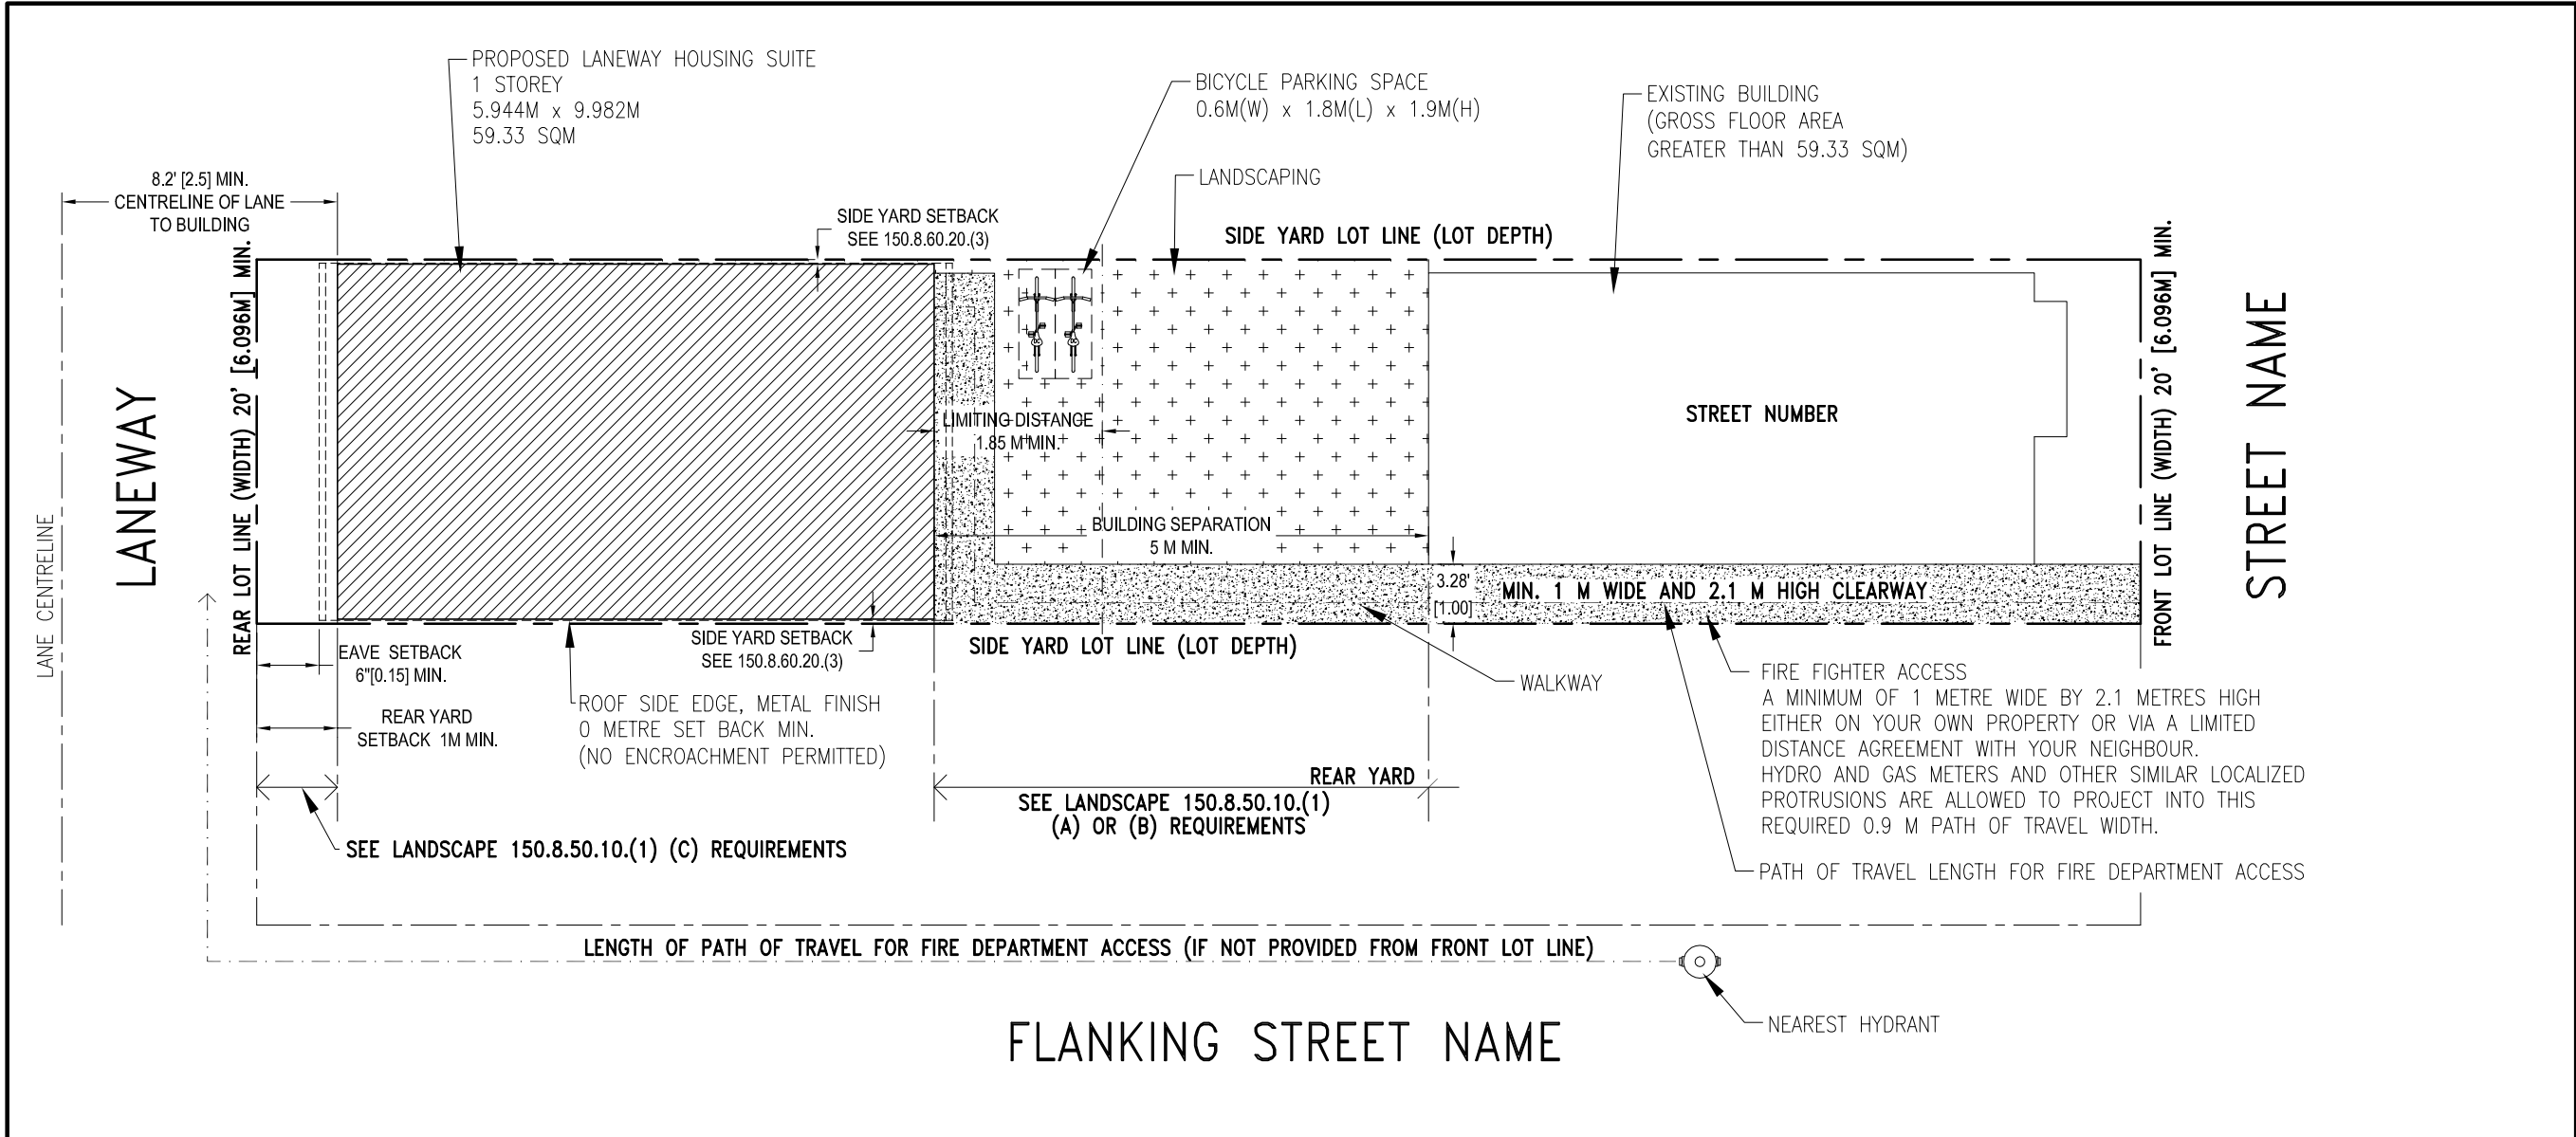 PROPOSED LANEWAY HOUSING SUITE
1 STOREY
5.944M x 9.982M
59.33 SQM
BICYCLE PARKING SPACE
0.6M(W) x 1.8M(L) x 1.9M(H)
EXISTING BUILDING
(GROSS FLOOR AREA
GREATER THAN 59.33 SQM)
LANDSCAPING
8.2' [2.5] MIN.
CENTRELINE OF LANE
TO BUILDING
SIDE YARD SETBACK
SEE 150.8.60.20.(3)
SIDE YARD LOT LINE (LOT DEPTH)
LANE CENTRELINE
LANEWAY
REAR LOT LINE (WIDTH) 20' [6.096M] MIN.
LIMITING DISTANCE
1.85 M MIN.
STREET NUMBER
FRONT LOT LINE (WIDTH) 20' [6.096M] MIN.
STREET NAME
BUILDING SEPARATION
5 M MIN.
3.28'
[1.00]
MIN. 1 M WIDE AND 2.1 M HIGH CLEARWAY
SIDE YARD SETBACK
SEE 150.8.60.20.(3)
SIDE YARD LOT LINE (LOT DEPTH)
EAVE SETBACK
6"[0.15] MIN.
REAR YARD
SETBACK 1M MIN.
ROOF SIDE EDGE, METAL FINISH
0 METRE SET BACK MIN.
(NO ENCROACHMENT PERMITTED)
WALKWAY
FIRE FIGHTER ACCESS
A MINIMUM OF 1 METRE WIDE BY 2.1 METRES HIGH
EITHER ON YOUR OWN PROPERTY OR VIA A LIMITED
DISTANCE AGREEMENT WITH YOUR NEIGHBOUR.
HYDRO AND GAS METERS AND OTHER SIMILAR LOCALIZED
PROTRUSIONS ARE ALLOWED TO PROJECT INTO THIS
REQUIRED 0.9 M PATH OF TRAVEL WIDTH.
REAR YARD
SEE LANDSCAPE 150.8.50.10.(1)
(A) OR (B) REQUIREMENTS
SEE LANDSCAPE 150.8.50.10.(1) (C) REQUIREMENTS
PATH OF TRAVEL LENGTH FOR FIRE DEPARTMENT ACCESS
LENGTH OF PATH OF TRAVEL FOR FIRE DEPARTMENT ACCESS (IF NOT PROVIDED FROM FRONT LOT LINE)
NEAREST HYDRANT
FLANKING STREET NAME